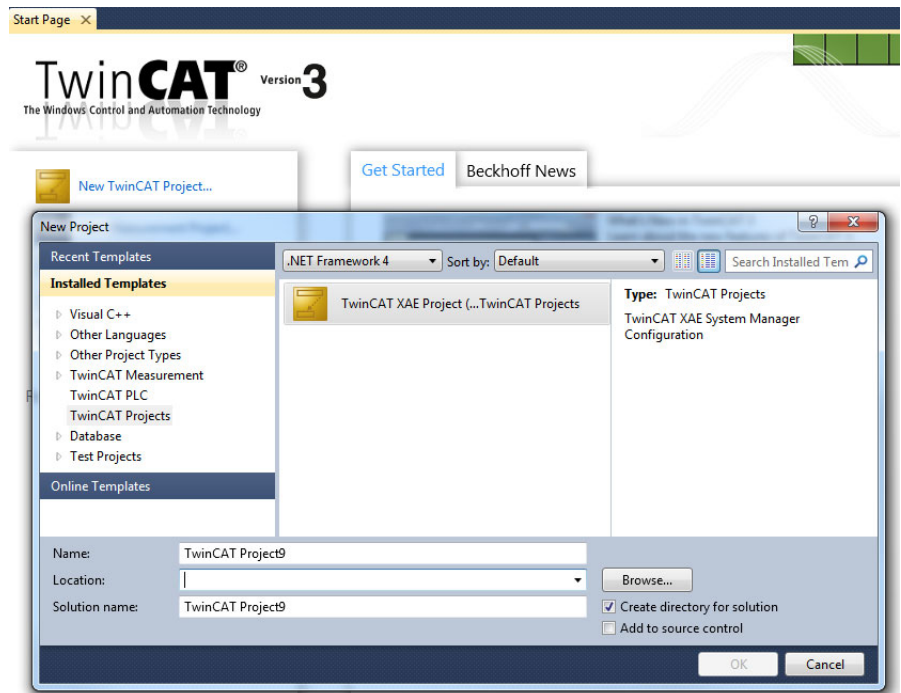 Start Page
TwinCAT® Version 3
The Windows Control and Automation Technology
New TwinCAT Project...
Get Started
Beckhoff News
New Project
Recent Templates
Installed Templates
Visual C++
Other Languages
Other Project Types
TwinCAT Measurement
TwinCAT PLC
TwinCAT Projects
Database
Test Projects
Online Templates
.NET Framework 4
Sort by: Default
Search Installed Tem
TwinCAT XAE Project (...TwinCAT Projects
Type: TwinCAT Projects
TwinCAT XAE System Manager
Configuration
Name: TwinCAT Project9
Location:
Browse...
Solution name: TwinCAT Project9
Create directory for solution
Add to source control
OK
Cancel